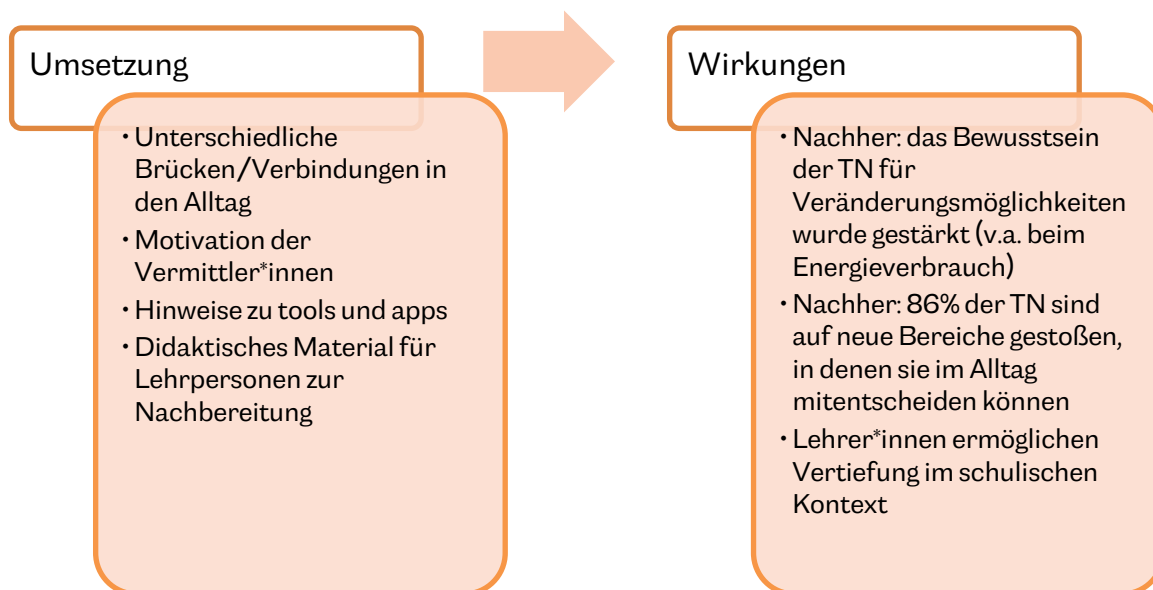 Umsetzung
• Unterschiedliche
Brücken/Verbindungen in
den Alltag
• Motivation der
Vermittler*innen
• Hinweise zu tools und apps
• Didaktisches Material für
Lehrpersonen zur
Nachbereitung
Wirkungen
• Nachher: das Bewusstsein
der TN für
Veränderungsmöglichkeiten
wurde gestärkt (v.a. beim
Energieverbrauch)
• Nachher: 86% der TN sind
auf neue Bereiche gestoßen,
in denen sie im Alltag
mitentscheiden können
• Lehrer*innen ermöglichen
Vertiefung im schulischen
Kontext